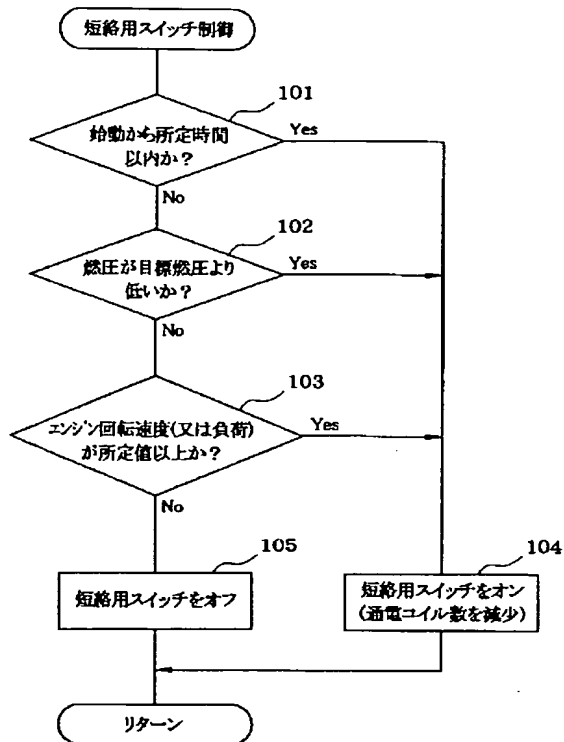 短絡用スイッチ制御
101
始動から所定時間
以内か?
Yes
No
102
燃圧が目標燃圧より
低いか?
Yes
No
103
エンジン回転速度(又は負荷)
が所定値以上か?
Yes
No
105
短絡用スイッチをオフ
104
短絡用スイッチをオン
(通電コイル数を減少)
リターン